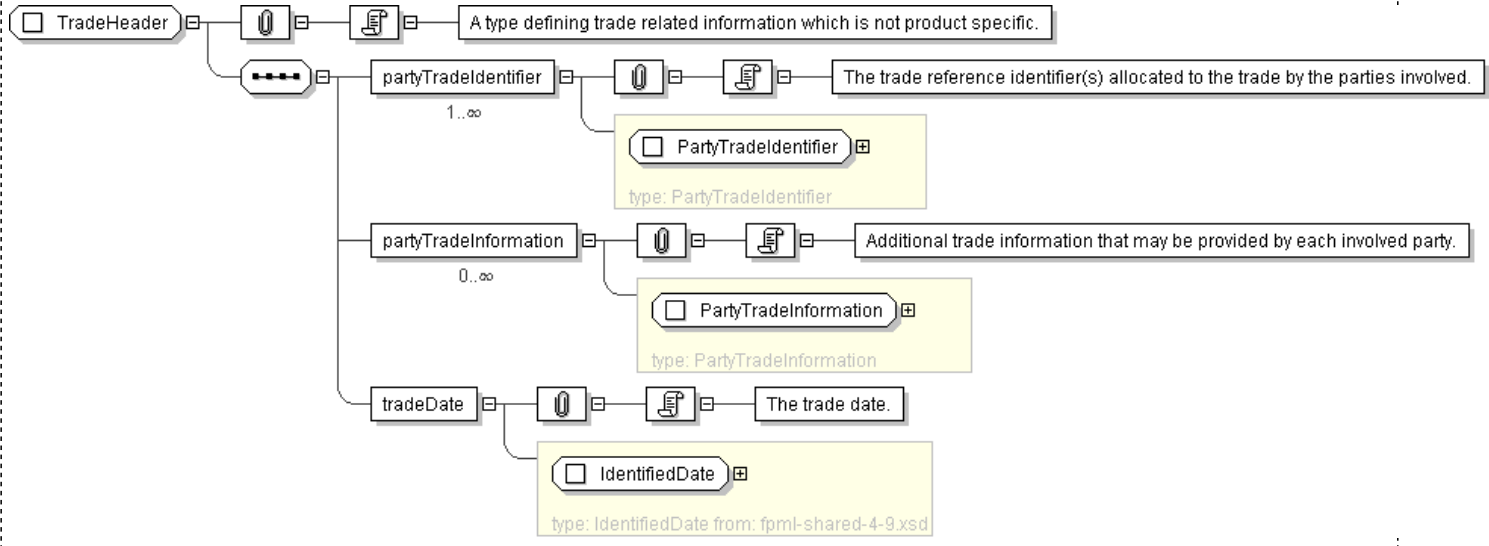 TradeHeader
A type defining trade related information which is not product specific.
partyTradeIdentifier
The trade reference identifier(s) allocated to the trade by the parties involved.
1..∞
PartyTradeIdentifier
type: PartyTradeIdentifier
partyTradeInformation
Additional trade information that may be provided by each involved party.
0..∞
PartyTradeInformation
type: PartyTradeInformation
tradeDate
The trade date.
IdentifiedDate
type: IdentifiedDate from: fpml-shared-4-9.xsd